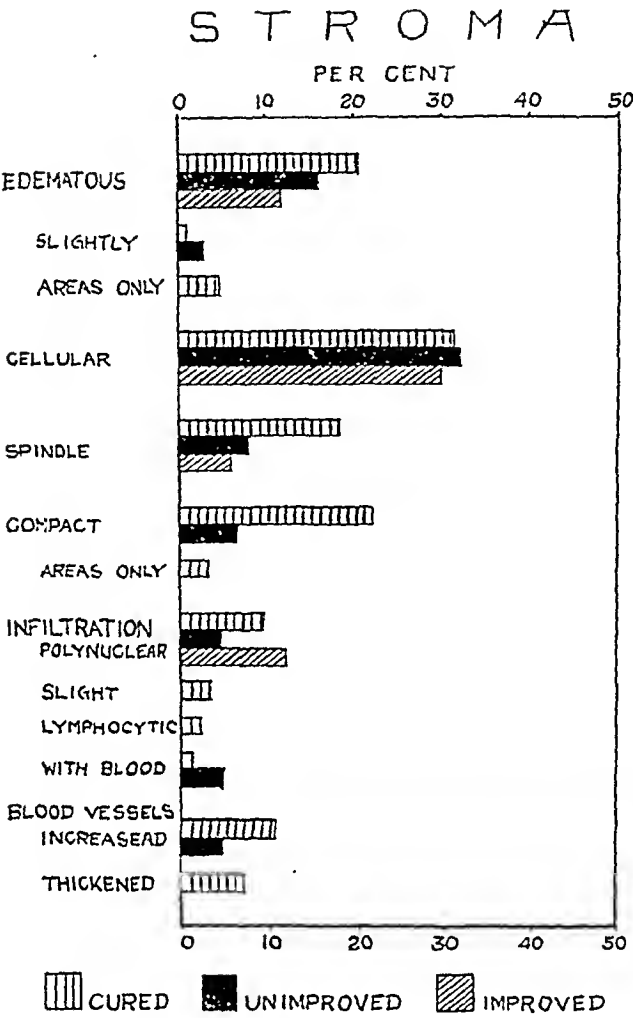 STROMA
PER CENT
0 10 20 30 40 50
EDEMATOUS
SLIGHTLY
AREAS ONLY
CELLULAR
SPINDLE
COMPACT
AREAS ONLY
INFILTRATION
POLYNUCLEAR
SLIGHT
LYMPHOCYTIC
WITH BLOOD
BLOOD VESSELS
INCREASEAD
THICKENED
0 10 20 30 40 50
CURED UNIMPROVED IMPROVED